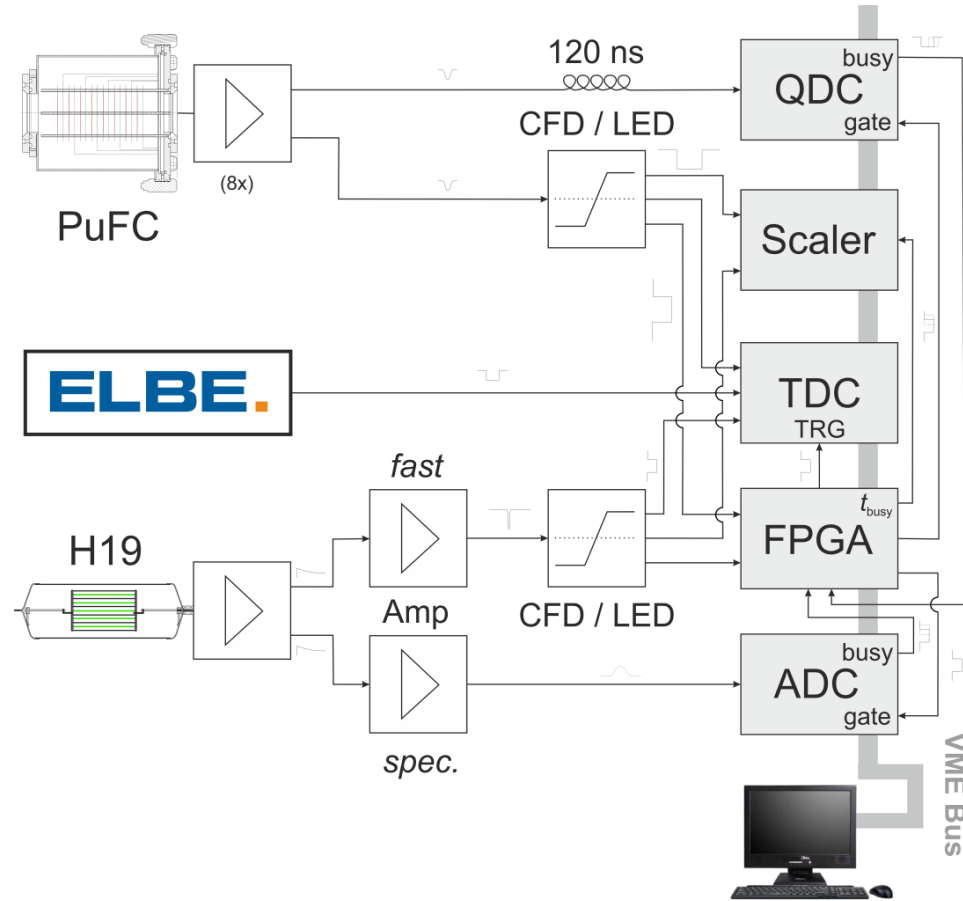 120 ns
busy
QDC
gate
CFD / LED
(8x)
PuFC
Scaler
ELBE.
TDC
TRG
fast
t busy
FPGA
H19
Amp
CFD / LED
busy
ADC
gate
spec.
VME Bus